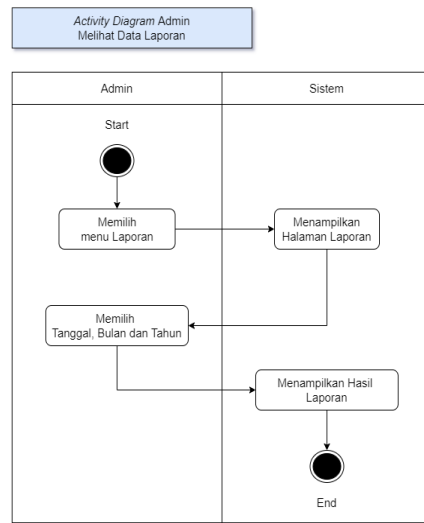 Activity Diagram Admin
Melihat Data Laporan
Admin
Sistem
Start
Memilih
menu Laporan
Menampilkan
Halaman Laporan
Memilih
Tanggal, Bulan dan Tahun
Menampilkan Hasil
Laporan
End